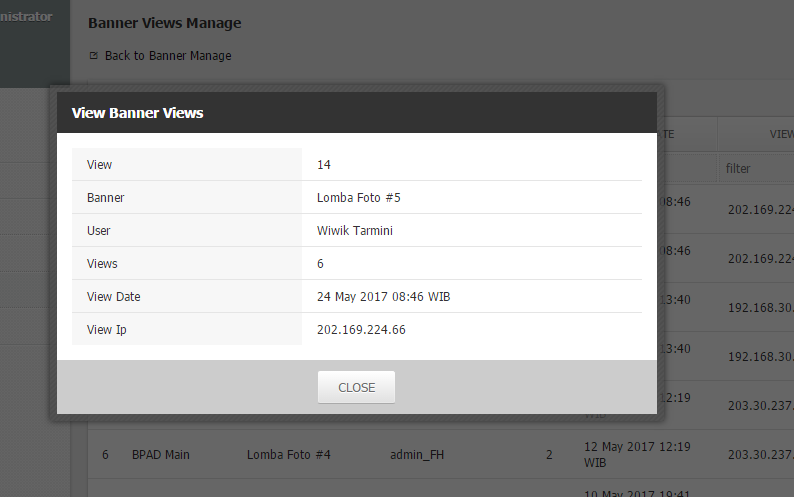 nistrator
Banner Views Manage
Back to Banner Manage
View Banner Views
View 14
Banner Lomba Foto #5
User Wiwik Tarmini
Views 6
View Date 24 May 2017 08:46 WIB
View Ip 202.169.224.66
CLOSE
TE VIEW
filter
08:46 202.169.224
08:46 202.169.224
13:40 192.168.30.
13:40 192.168.30.
12:19 203.30.237.
WIB
6 BPAD Main Lomba Foto #4 admin_FH 2 12 May 2017 12:19 203.30.237.
WIB
10 May 2017 19:41